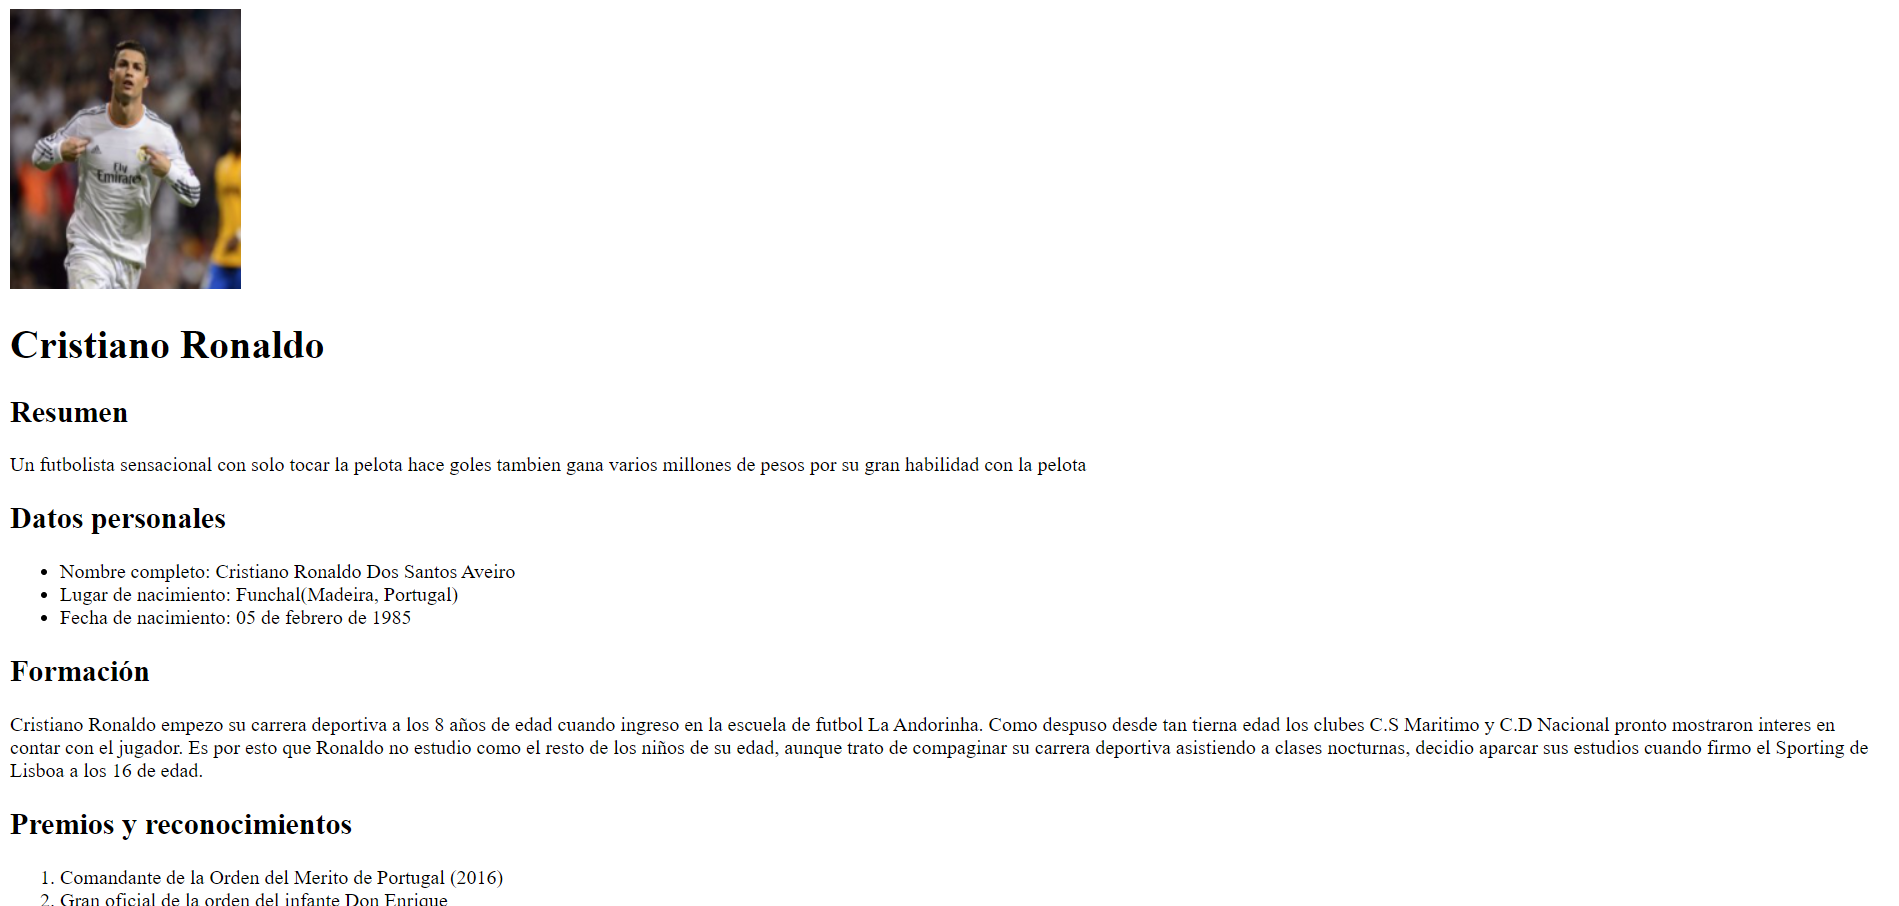 Fly
Emirates
Cristiano Ronaldo
Resumen
Un futbolista sensacional con solo tocar la pelota hace goles tambien gana varios millones de pesos por su gran habilidad con la pelota
Datos personales
• Nombre completo: Cristiano Ronaldo Dos Santos Aveiro
• Lugar de nacimiento: Funchal(Madeira, Portugal)
• Fecha de nacimiento: 05 de febrero de 1985
Formación
Cristiano Ronaldo empezo su carrera deportiva a los 8 años de edad cuando ingreso en la escuela de futbol La Andorinha. Como despuso desde tan tierna edad los clubes C.S Maritimo y C.D Nacional pronto mostraron interes en
contar con el jugador. Es por esto que Ronaldo no estudio como el resto de los niños de su edad, aunque trato de compaginar su carrera deportiva asistiendo a clases nocturnas, decidio aparcar sus estudios cuando firmo el Sporting de
Lisboa a los 16 de edad.
Premios y reconocimientos
1. Comandante de la Orden del Merito de Portugal (2016)
2. Gran oficial de la orden del infante Don Enrique